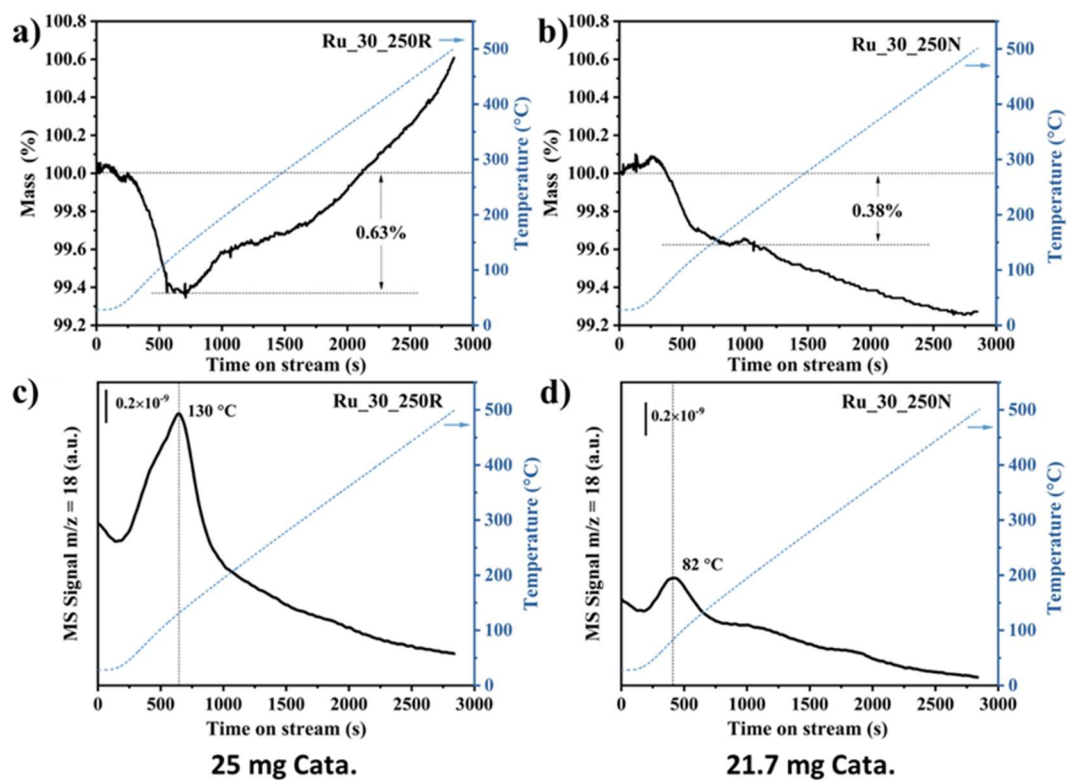 a)
Ru_30_250R
100.8
100.6
100.4
100.2
100.0
99.8
99.6
99.4
99.2
Mass (%)
0.63%
500
400
300
200
100
0
Temperature (°C)
0 500 1000 1500 2000 2500 3000
Time on stream (s)
b)
Ru_30_250N
100.8
100.6
100.4
100.2
100.0
99.8
99.6
99.4
99.2
Mass (%)
0.38%
500
400
300
200
100
0
Temperature (°C)
0 500 1000 1500 2000 2500 3000
Time on stream (s)
c)
0.2×10⁻⁹
130 °C
Ru_30_250R
MS Signal m/z = 18 (a.u.)
500
400
300
200
100
0
Temperature (°C)
0 500 1000 1500 2000 2500 3000
Time on stream (s)
25 mg Cata.
d)
0.2×10⁻⁹
Ru_30_250N
82 °C
MS Signal m/z = 18 (a.u.)
500
400
300
200
100
0
Temperature (°C)
0 500 1000 1500 2000 2500 3000
Time on stream (s)
21.7 mg Cata.